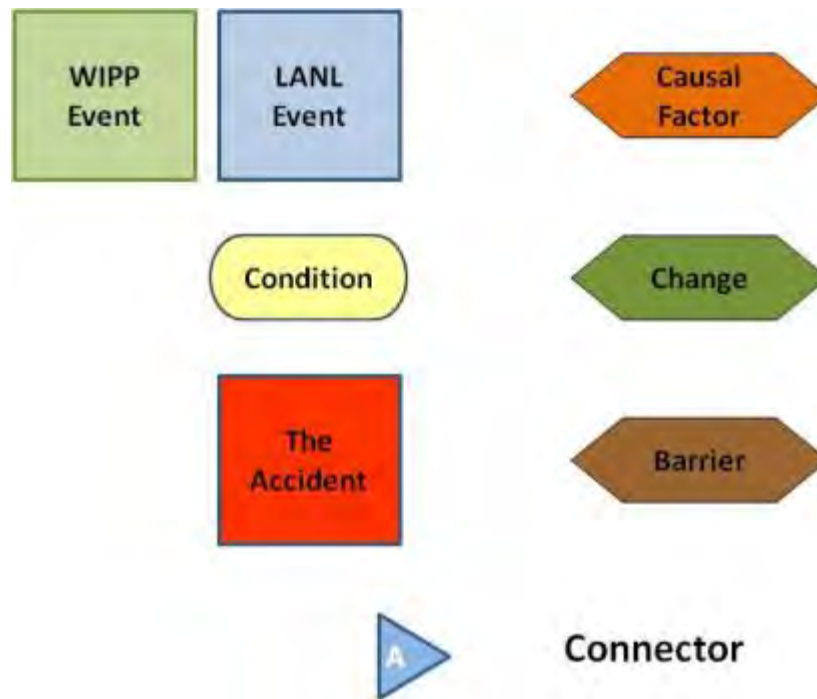 WIPP
Event
LANL
Event
Causal
Factor
Condition
Change
The
Accident
Barrier
A
Connector